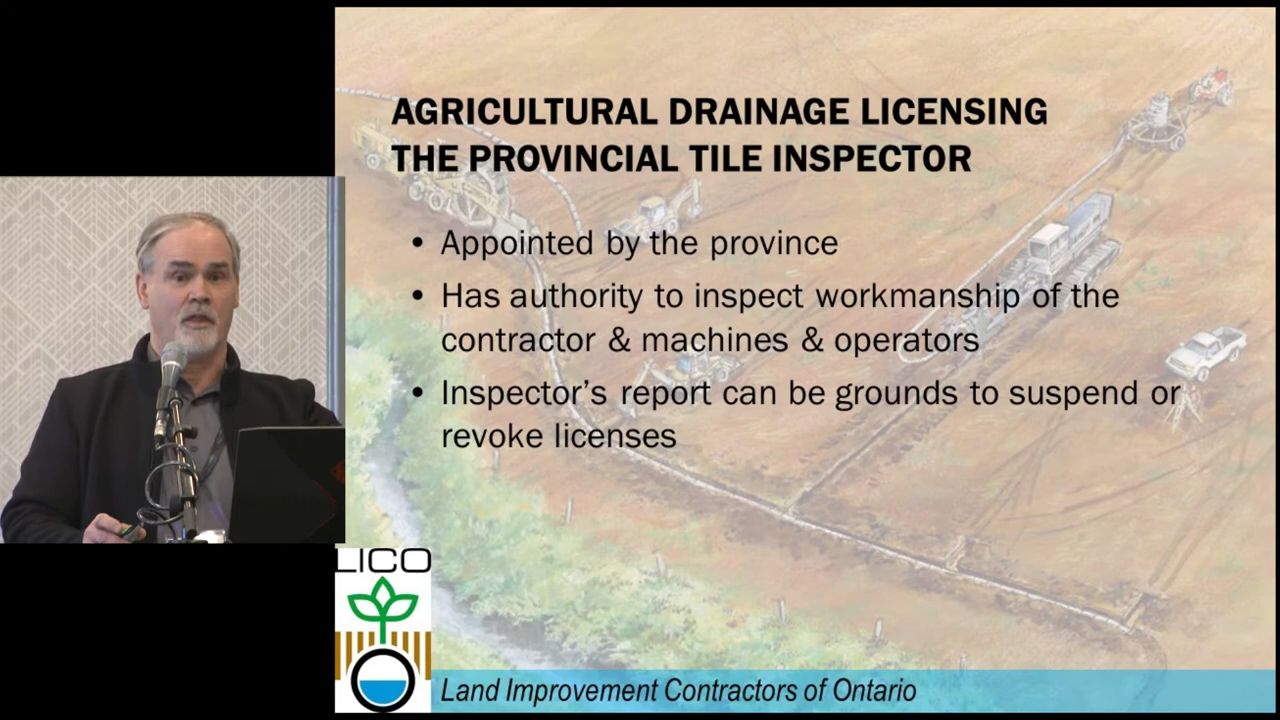 AGRICULTURAL DRAINAGE LICENSING
THE PROVINCIAL TILE INSPECTOR
• Appointed by the province
• Has authority to inspect workmanship of the
contractor & machines & operators
• Inspector's report can be grounds to suspend or
revoke licenses
LICO
Land Improvement Contractors of Ontario